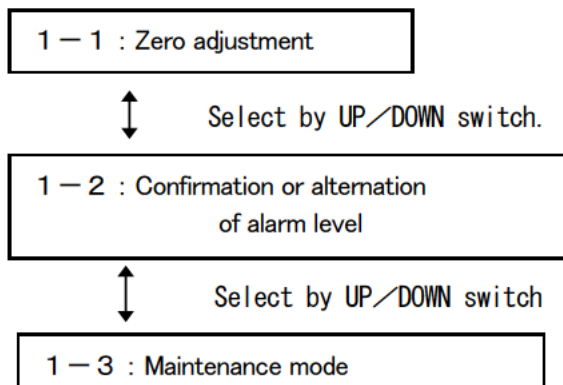 1－1 : Zero adjustment
Select by UP／DOWN switch.
1－2 : Confirmation or alternation
of alarm level
Select by UP／DOWN switch
1－3 : Maintenance mode